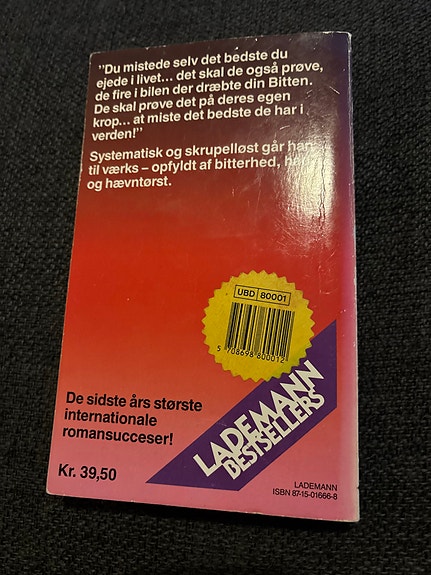 "Du mistede selv det bedste du
ejede i livet... det skal de også prøve,
de fire i bilen der dræbte din Bitten.
De skal prøve det på deres egen
krop... at miste det bedste de har i
verden!"
Systematisk og skrupelløst går han
til værks – opfyldt af bitterhed,
og hævntørst.
UBD 80001
5 708698 800012
LADEMANN
BESTSELLERS
De sidste års største
internationale
romansucceser!
Kr. 39,50
LADEMANN
ISBN 87-15-01666-8